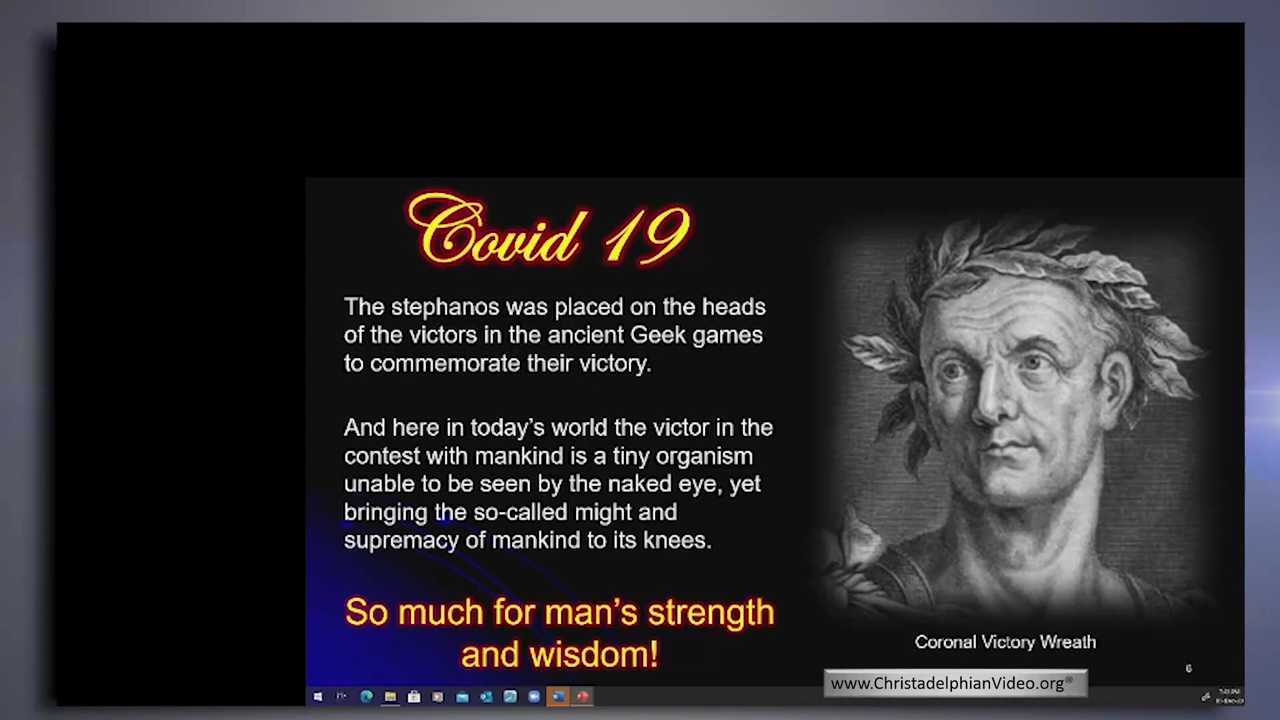 Covid 19
The stephanos was placed on the heads
of the victors in the ancient Geek games
to commemorate their victory.
And here in today's world the victor in the
contest with mankind is a tiny organism
unable to be seen by the naked eye, yet
bringing the so-called might and
supremacy of mankind to its knees.
So much for man's strength
and wisdom!
Coronal Victory Wreath
6
www.ChristadelphianVideo.org®